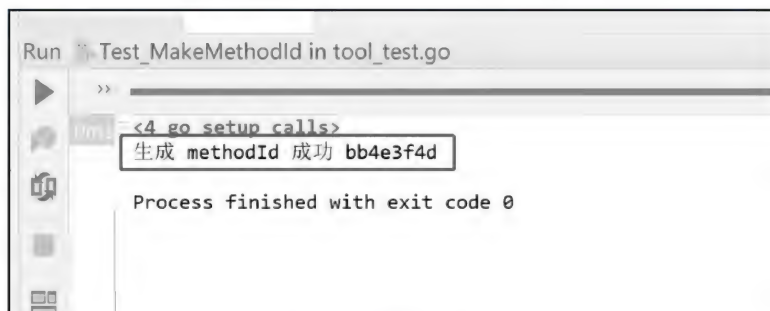 Run Test_MakeMethodId in tool_test.go
<4 go setup calls>
生成 methodId 成功 bb4e3f4d
Process finished with exit code 0